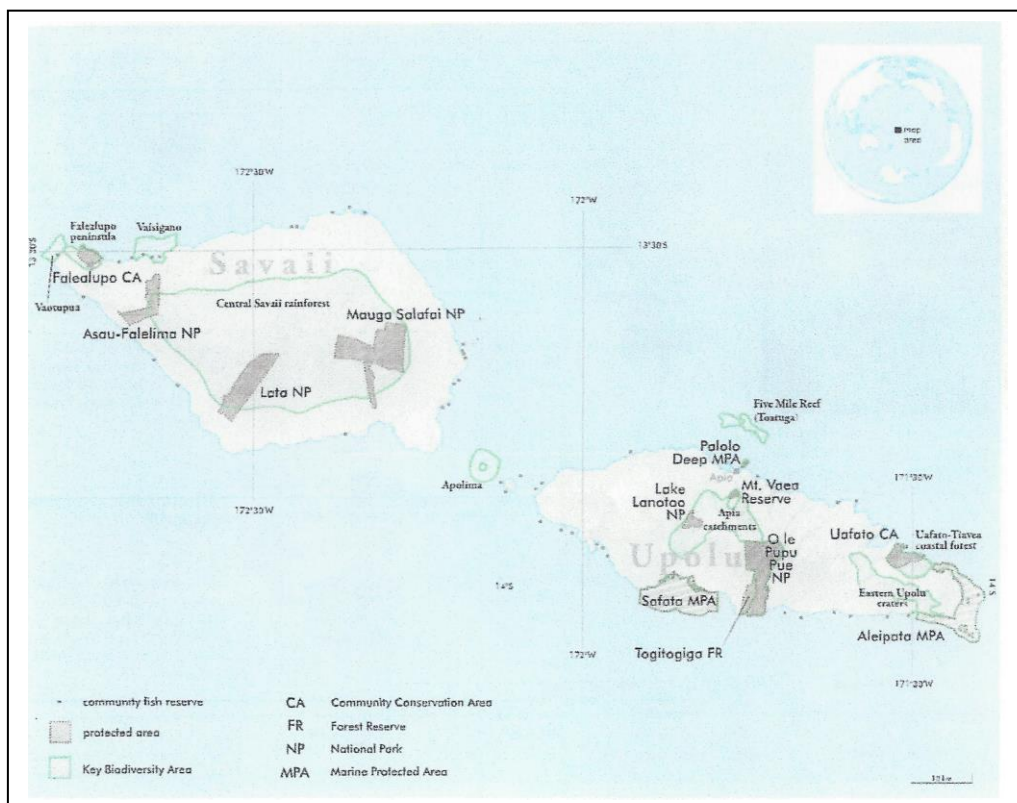 map
area
172°30'W
172°W
13°30'S
13°30'S
Falealupo
peninsula
Vaisigano
Savaii
Falealupo CA
Central Savaii rainforest
Vaotupua
Mauga Salafai NP
Asau-Falelima NP
Lata NP
Five Mile Reef
(Toatuga)
Palolo
Deep MPA
Apia
Apolima
171°30'W
172°30'W
Lake
Lanotoo
NP
Mt. Vaea
Reserve
Apia
catchments
Uafato CA
Uafato-Tiavea
coastal forest
O le
Pupu
Pue
NP
Upolu
14°S
14°S
Safata MPA
Eastern Upolu
craters
Aleipata MPA
172°W
Togitogiga FR
171°30'W
community fish reserve
CA Community Conservation Area
protected area
FR Forest Reserve
NP National Park
Key Biodiversity Area
MPA Marine Protected Area